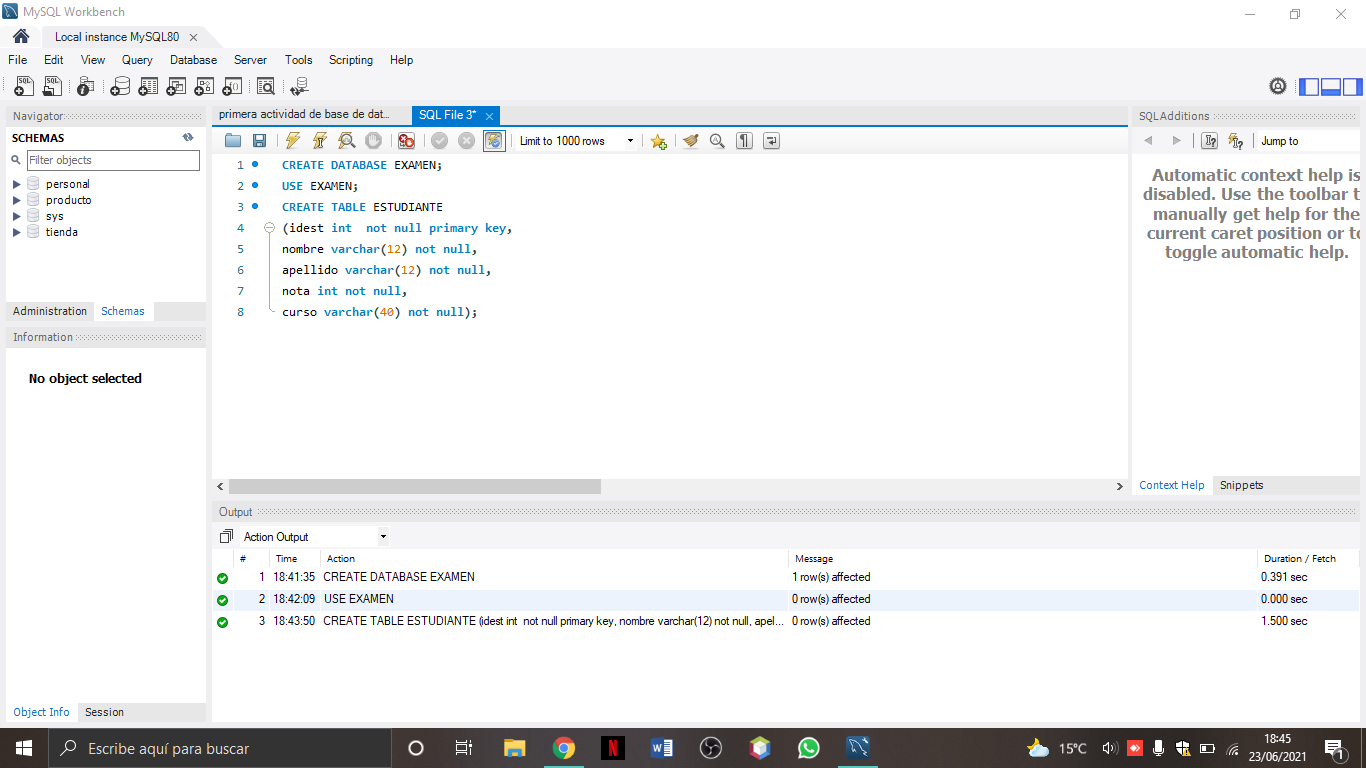 MySQL Workbench
Local instance MySQL80
File Edit View Query Database Server Tools Scripting Help
Navigator
SCHEMAS
Filter objects
personal
producto
sys
tienda
Administration Schemas
Information
No object selected
Object Info Session
primera actividad de base de dat... SQL File 3*
Limit to 1000 rows
1 CREATE DATABASE EXAMEN;
2 USE EXAMEN;
3 CREATE TABLE ESTUDIANTE
4 (idest int  not null primary key,
5 nombre varchar(12) not null,
6 apellido varchar(12) not null,
7 nota int not null,
8 curso varchar(40) not null);
SQLAdditions
Jump to
Automatic context help is
disabled. Use the toolbar t
manually get help for the
current caret position or to
toggle automatic help.
Context Help Snippets
Output
Action Output
# Time Action Message Duration / Fetch
1 18:41:35 CREATE DATABASE EXAMEN 1 row(s) affected 0.391 sec
2 18:42:09 USE EXAMEN 0 row(s) affected 0.000 sec
3 18:43:50 CREATE TABLE ESTUDIANTE (idest int  not null primary key, nombre varchar(12) not null, apel... 0 row(s) affected 1.500 sec
Escribe aquí para buscar
15°C
18:45
23/06/2021
1